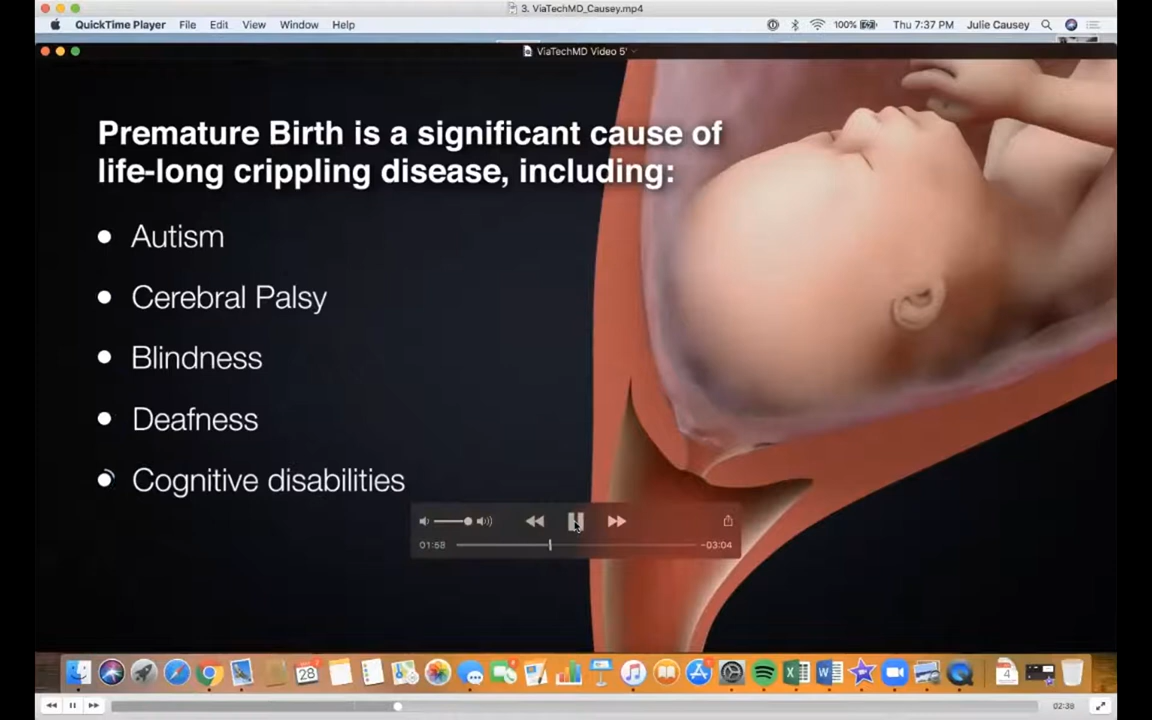 3. ViaTechMD_Causey.mp4
QuickTime Player File Edit View Window Help 100% Thu 7:37 PM Julie Causey
ViaTechMD Video 5'
Premature Birth is a significant cause of
life-long crippling disease, including:
Autism
Cerebral Palsy
Blindness
Deafness
Cognitive disabilities
01:58 -03:04
28 4
02:38